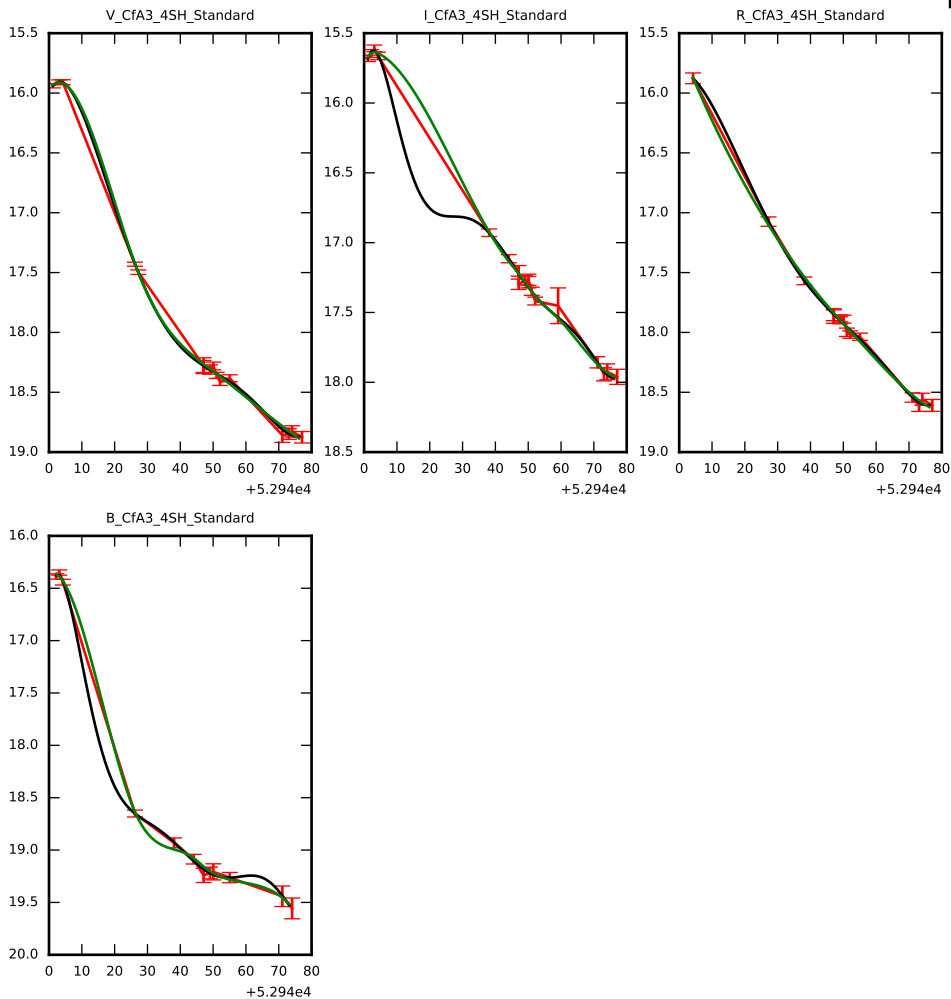 V_CfA3_4SH_Standard
I_CfA3_4SH_Standard
R_CfA3_4SH_Standard
15.5
16.0
16.5
17.0
17.5
18.0
18.5
19.0
0 10 20 30 40 50 60 70 80
+5.294e4
15.5
16.0
16.5
17.0
17.5
18.0
18.5
0 10 20 30 40 50 60 70 80
+5.294e4
15.5
16.0
16.5
17.0
17.5
18.0
18.5
19.0
0 10 20 30 40 50 60 70 80
+5.294e4
B_CfA3_4SH_Standard
16.0
16.5
17.0
17.5
18.0
18.5
19.0
19.5
20.0
0 10 20 30 40 50 60 70 80
+5.294e4